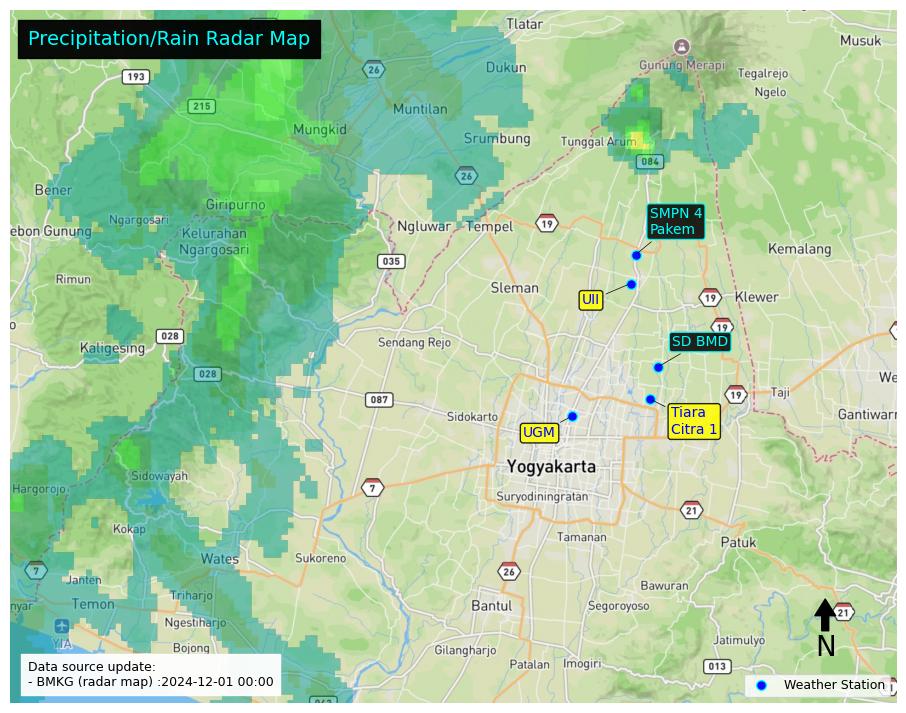 Precipitation/Rain Radar Map
Tlatar
Musuk
Gunung Merapi
26
Dukun
Tegalrejo
193
Ngelo
215
Muntilan
Mungkid
Srumbung
Tunggal Arum
084
26
Bener
Giripurno
SMPN 4
Pakem
Ngargosari
Ngluwar
Tempel
19
ebon Gunung
Kelurahan
Ngargosari
Kemalang
035
Rimun
Sleman
UII
19
Klewer
028
19
Kaligesing
Sendang Rejo
SD BMD
028
We
087
19
Taji
Sidokarto
Tiara
Citra 1
Gantiwarn
UGM
Yogyakarta
Sidowayah
Hargorojo
7
Suryodiningratan
21
Kokap
Tamanan
Patuk
Wates
Sukoreno
7
26
Janten
Bawuran
Triharjo
nyar
Temon
Bantul
Segoroyoso
21
Ngestiharjo
YIA
Jatimulyo
Bojong
Gilangharjo
N
Patalan
Imogiri
013
Data source update:
- BMKG (radar map) :2024-12-01 00:00
Weather Station